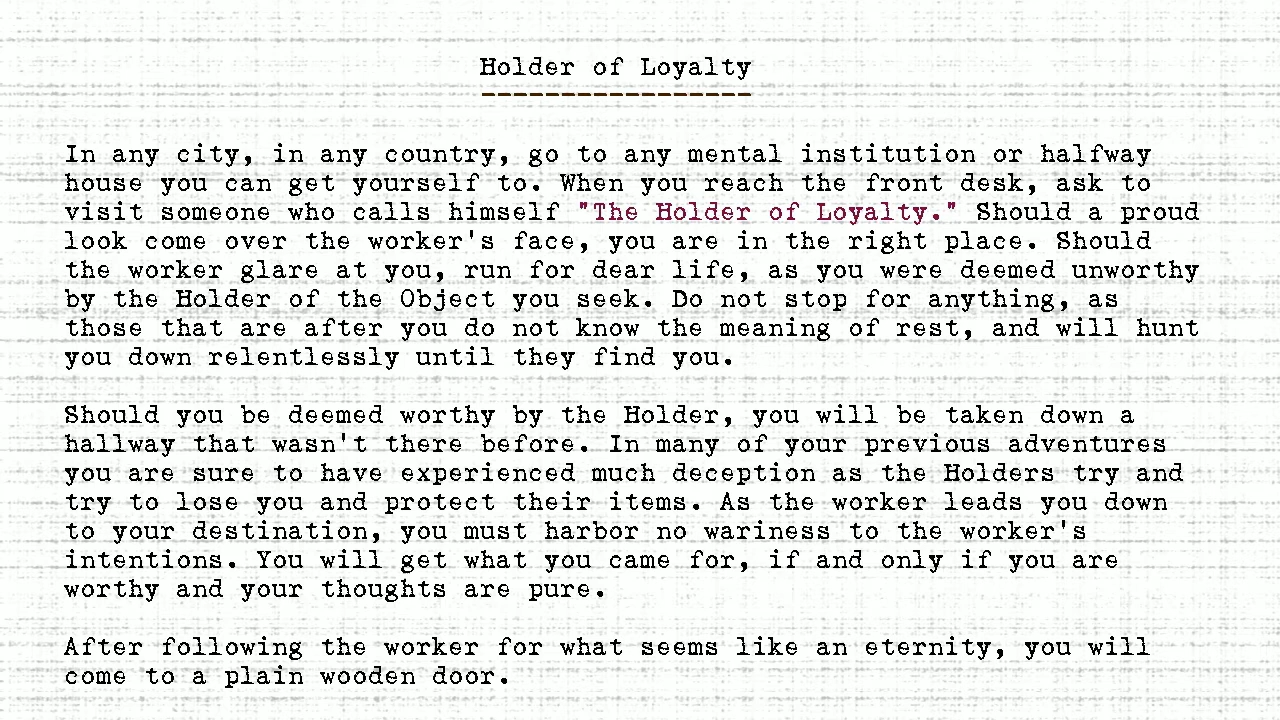 Holder of Loyalty
-----------------
In any city, in any country, go to any mental institution or halfway
house you can get yourself to. When you reach the front desk, ask to
visit someone who calls himself "The Holder of Loyalty." Should a proud
look come over the worker's face, you are in the right place. Should
the worker glare at you, run for dear life, as you were deemed unworthy
by the Holder of the Object you seek. Do not stop for anything, as
those that are after you do not know the meaning of rest, and will hunt
you down relentlessly until they find you.
Should you be deemed worthy by the Holder, you will be taken down a
hallway that wasn't there before. In many of your previous adventures
you are sure to have experienced much deception as the Holders try and
try to lose you and protect their items. As the worker leads you down
to your destination, you must harbor no wariness to the worker's
intentions. You will get what you came for, if and only if you are
worthy and your thoughts are pure.
After following the worker for what seems like an eternity, you will
come to a plain wooden door.